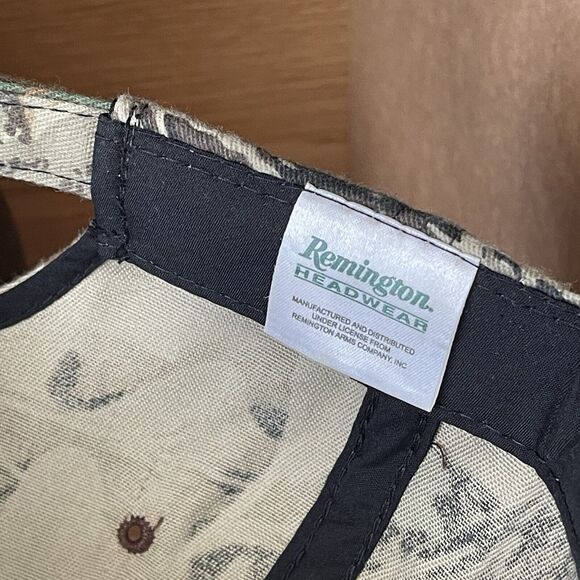 Remington.
HEADWEAR
MANUFACTURED AND DISTRIBUTED
UNDER LICENSE FROM
REMINGTON ARMS COMPANY, INC